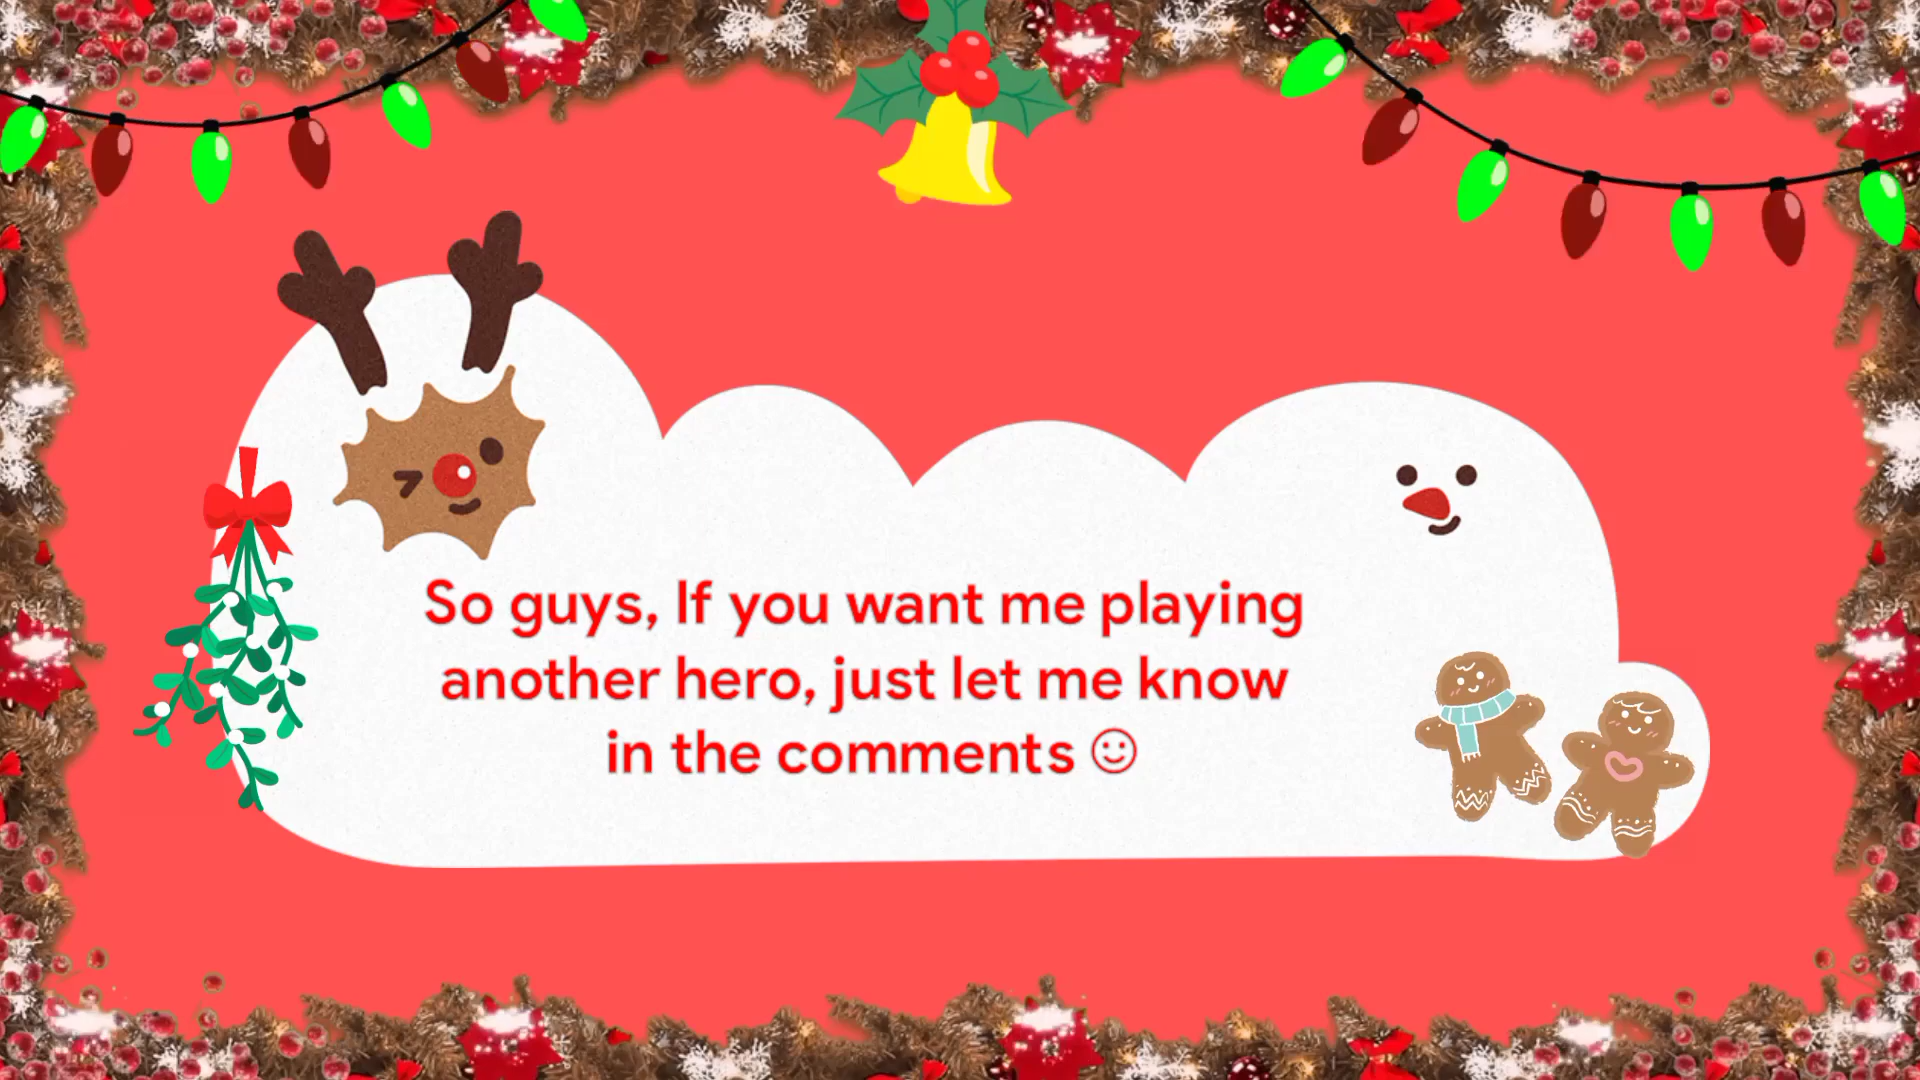 So guys, If you want me playing
another hero, just let me know
in the comments ☺